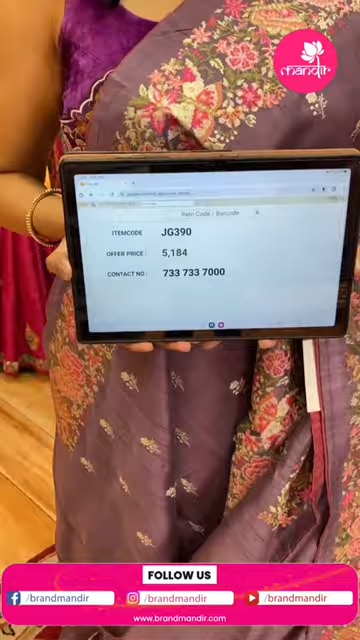 mandir
Item Code / Barcode
ITEMCODE JG390
OFFER PRICE : 5,184
CONTACT NO : 733 733 7000
FOLLOW US
/brandmandir /brandmandir /brandmandir
www.brandmandir.com